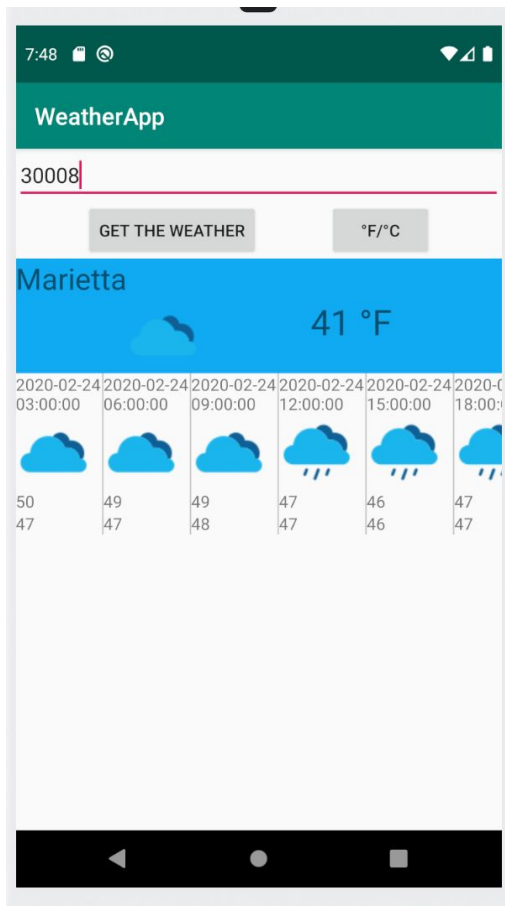 7:48
WeatherApp
30008
GET THE WEATHER °F/°C
Marietta
41 °F
2020-02-24 2020-02-24 2020-02-24 2020-02-24 2020-02-24
03:00:00 06:00:00 09:00:00 12:00:00 15:00:00
50 49 49 47 46 47
47 47 48 47 46 47